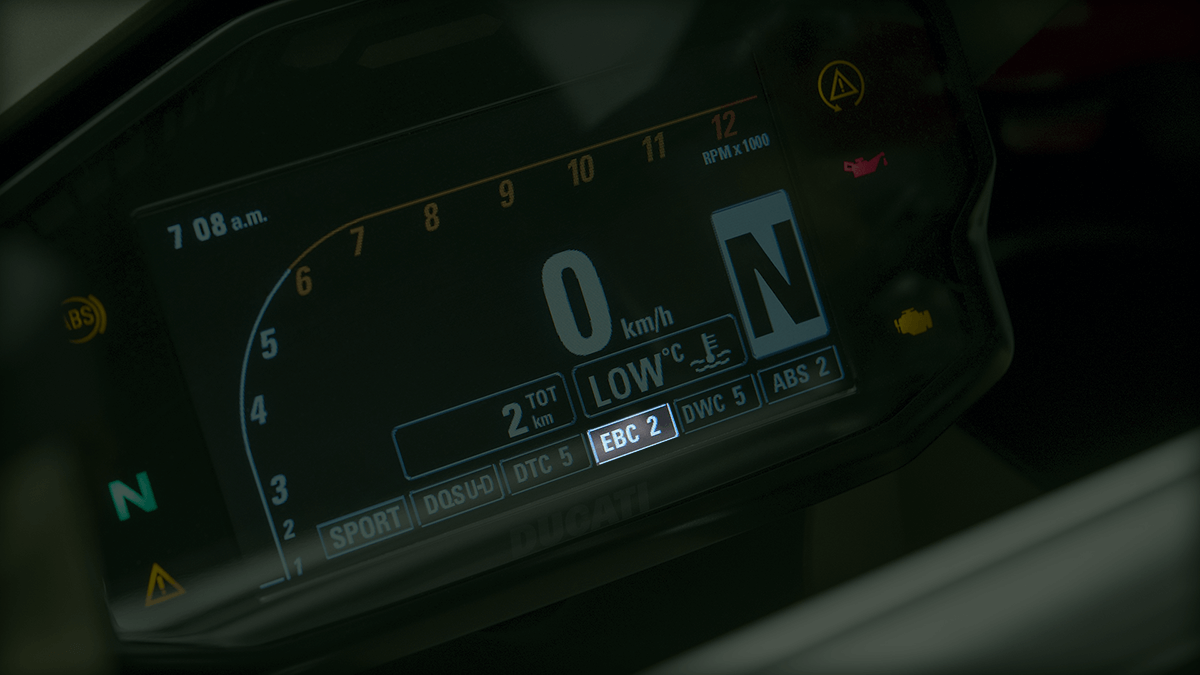 7 08 a.m.
1
2
3
4
5
6
7
8
9
10
11
12
RPM x 1000
0 km/h
N
LOW °C
2 TOT km
SPORT
DQS U-D
DTC 5
EBC 2
DWC 5
ABS 2
DUCATI
ABS
N